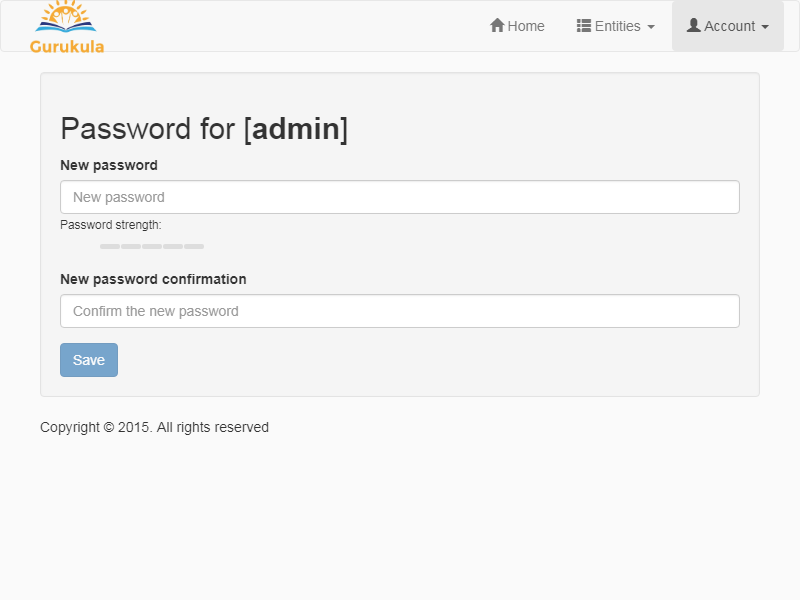 Gurukula
Home
Entities
Account
Password for [admin]
New password
New password
Password strength:
New password confirmation
Confirm the new password
Save
Copyright © 2015. All rights reserved